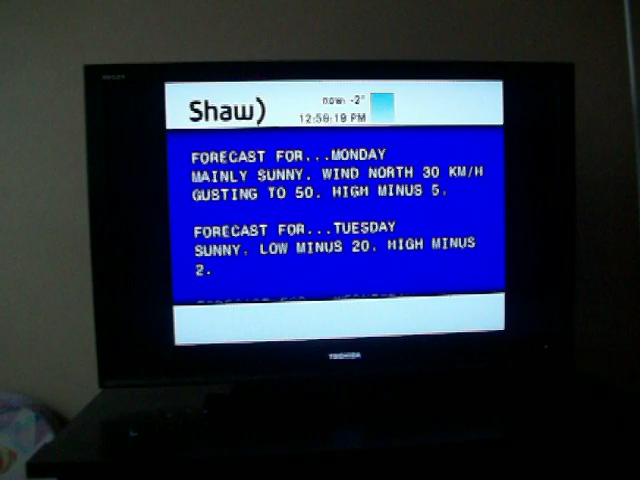 Shaw)
now: -2°
12:58:19 PM
FORECAST FOR...MONDAY
MAINLY SUNNY. WIND NORTH 30 KM/H
GUSTING TO 50. HIGH MINUS 5.
FORECAST FOR...TUESDAY
SUNNY. LOW MINUS 20. HIGH MINUS
2.
TOSHIBA